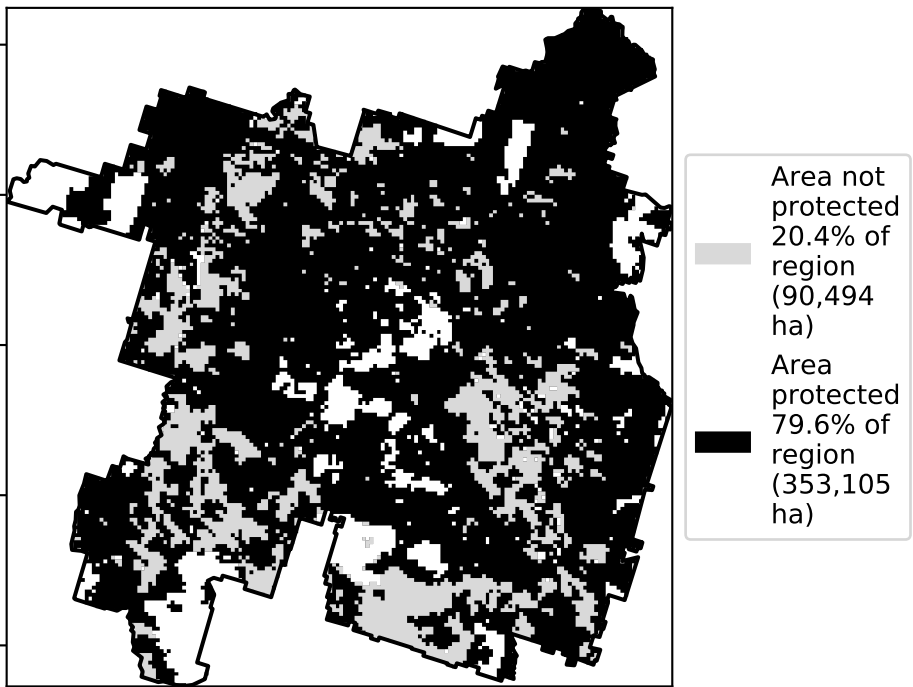 Area not
protected
20.4% of
region
(90,494
ha)
Area
protected
79.6% of
region
(353,105
ha)